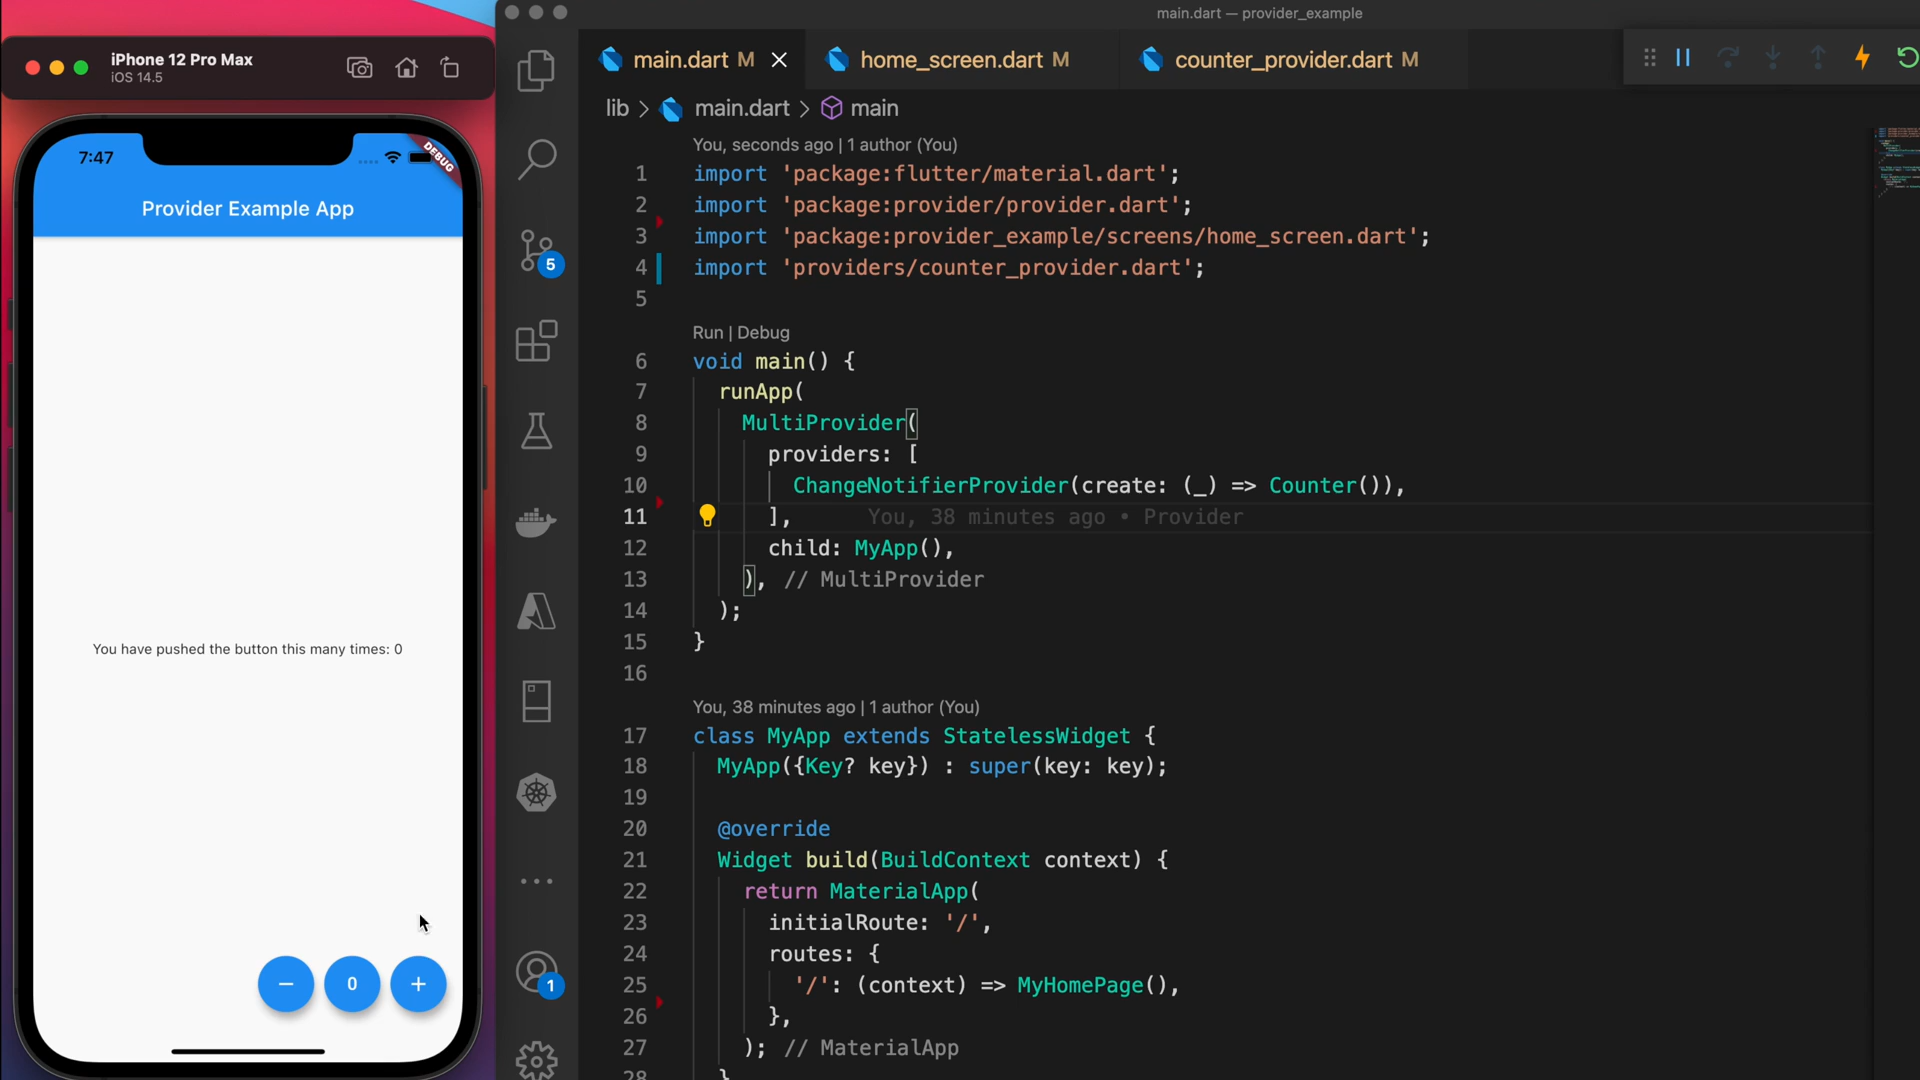 main.dart — provider_example
iPhone 12 Pro Max
iOS 14.5
main.dart M
home_screen.dart M
counter_provider.dart M
lib > main.dart > main
7:47
DEBUG
Provider Example App
You have pushed the button this many times: 0
− 0 +
5
1
You, seconds ago | 1 author (You)
1 import 'package:flutter/material.dart';
2 import 'package:provider/provider.dart';
3 import 'package:provider_example/screens/home_screen.dart';
4 import 'providers/counter_provider.dart';
5
Run | Debug
6 void main() {
7 runApp(
8 MultiProvider(
9 providers: [
10 ChangeNotifierProvider(create: (_) => Counter()),
11 ], You, 38 minutes ago • Provider
12 child: MyApp(),
13 ), // MultiProvider
14 );
15 }
16
You, 38 minutes ago | 1 author (You)
17 class MyApp extends StatelessWidget {
18 MyApp({Key? key}) : super(key: key);
19
20 @override
21 Widget build(BuildContext context) {
22 return MaterialApp(
23 initialRoute: '/',
24 routes: {
25 '/': (context) => MyHomePage(),
26 },
27 ); // MaterialApp
28 }